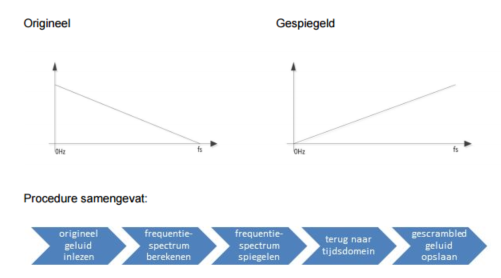 Origineel
Gespiegeld
0Hz
fs
0Hz
fs
Procedure samengevat:
origineel
geluid
inlezen
frequentie-
spectrum
berekenen
frequentie-
spectrum
spiegelen
terug naar
tijdsdomein
gescrambled
geluid
opslaan